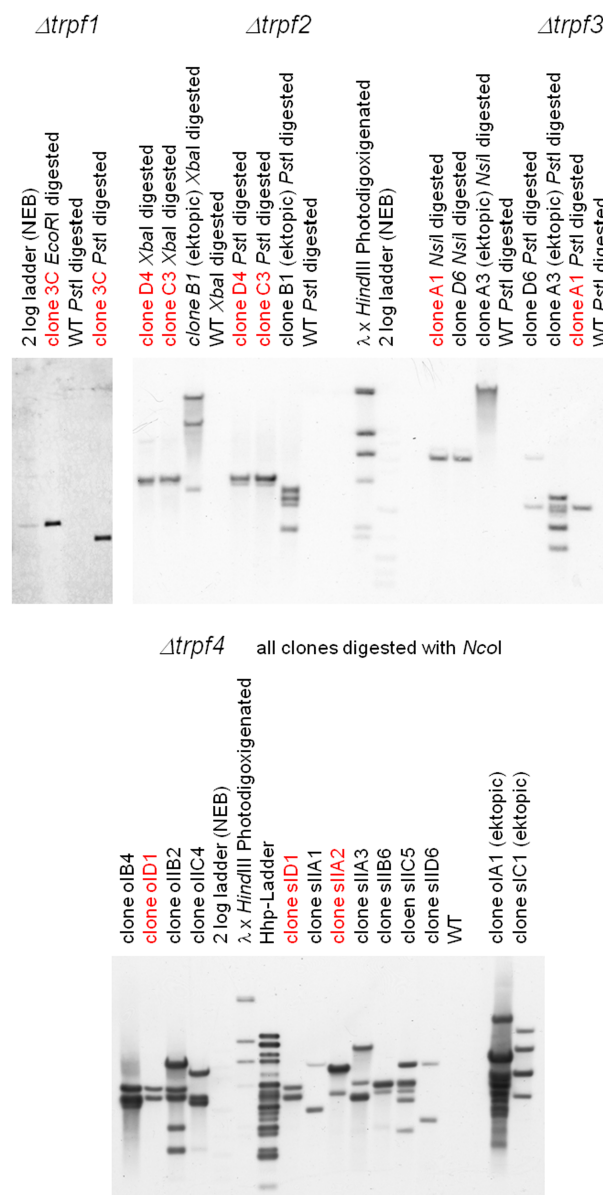 Δtrpf1
Δtrpf2
Δtrpf3
2 log ladder (NEB)
clone 3C EcoRI digested
WT PstI digested
clone 3C PstI digested
clone D4 XbaI digested
clone C3 XbaI digested
clone B1 (ektopic) XbaI digested
WT XbaI digested
clone D4 PstI digested
clone C3 PstI digested
clone B1 (ektopic) PstI digested
WT PstI digested
λ x HindIII Photodigoxigenated
2 log ladder (NEB)
clone A1 NsiI digested
clone D6 NsiI digested
clone A3 (ektopic) NsiI digested
WT PstI digested
clone D6 PstI digested
clone A3 (ektopic) PstI digested
clone A1 PstI digested
WT PstI digested
Δtrpf4 all clones digested with NcoI
clone oIB4
clone oID1
clone oIIB2
clone oIIC4
2 log ladder (NEB)
λ x HindIII Photodigoxigenated
Hhp-Ladder
clone sID1
clone sIIA1
clone sIIA2
clone sIIA3
clone sIIB6
cloen sIIC5
clone sIID6
WT
clone oIA1 (ektopic)
clone sIC1 (ektopic)